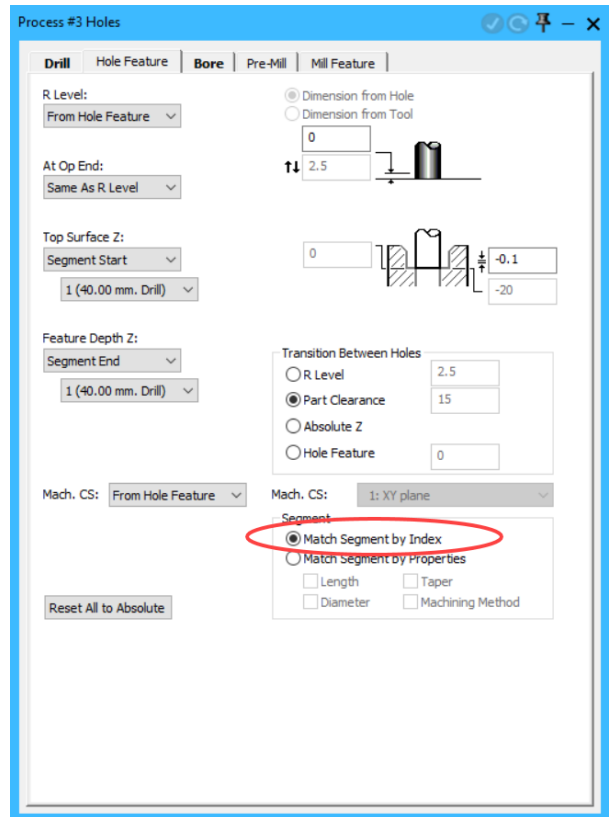 Process #3 Holes
Drill Hole Feature Bore Pre-Mill Mill Feature
R Level:
From Hole Feature
Dimension from Hole
Dimension from Tool
0
2.5
At Op End:
Same As R Level
Top Surface Z:
Segment Start
1 (40.00 mm. Drill)
0
-0.1
-20
Feature Depth Z:
Segment End
1 (40.00 mm. Drill)
Transition Between Holes
R Level 2.5
Part Clearance 15
Absolute Z
Hole Feature 0
Mach. CS: From Hole Feature Mach. CS: 1: XY plane
Segment
Match Segment by Index
Match Segment by Properties
Length Taper
Diameter Machining Method
Reset All to Absolute